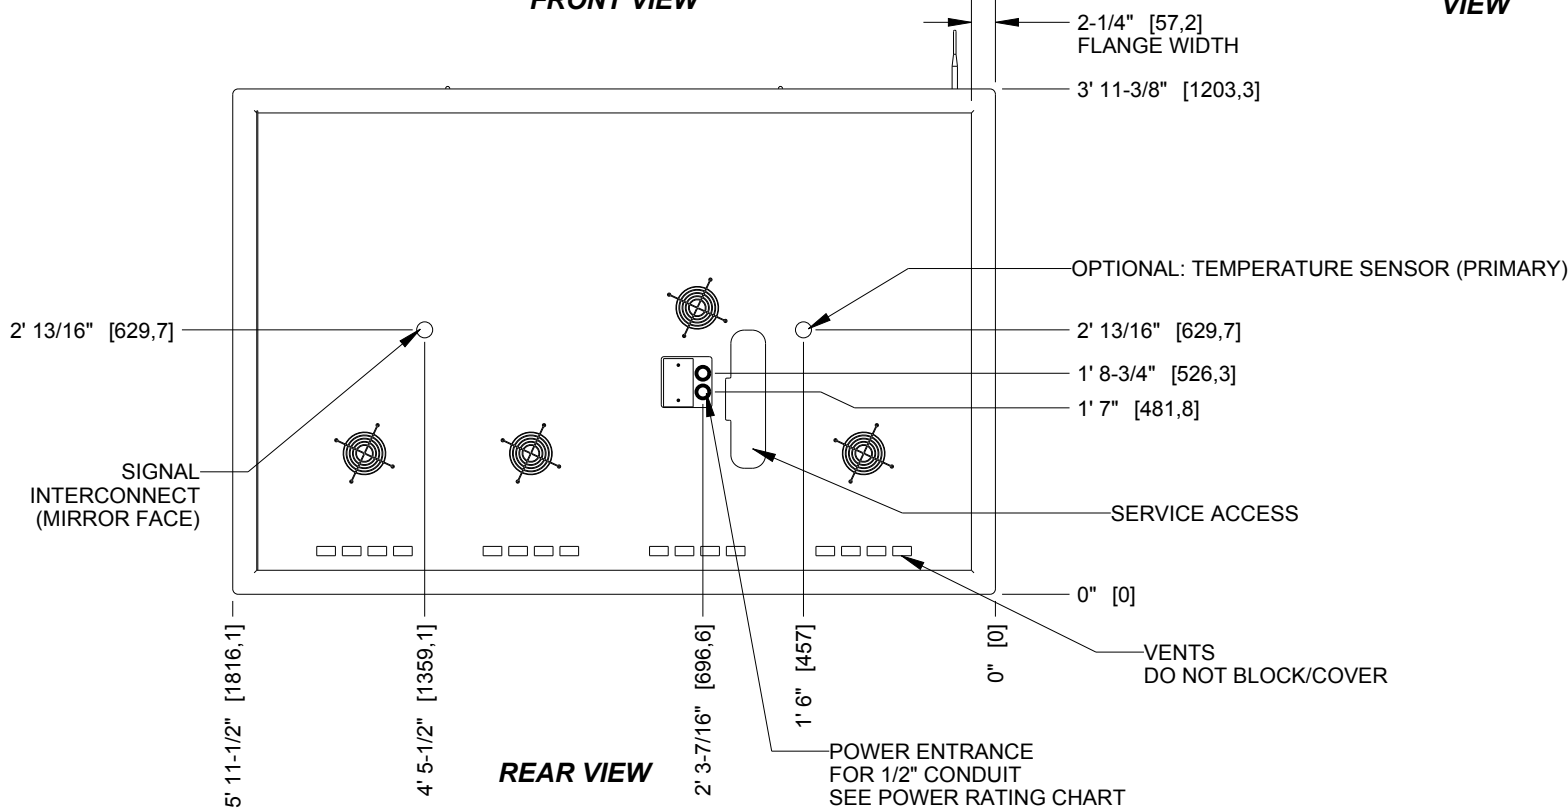 FRONT VIEW
VIEW
2-1/4" [57,2]
FLANGE WIDTH
3' 11-3/8" [1203,3]
OPTIONAL: TEMPERATURE SENSOR (PRIMARY)
2' 13/16" [629,7]
2' 13/16" [629,7]
1' 8-3/4" [526,3]
1' 7" [481,8]
SIGNAL
INTERCONNECT
(MIRROR FACE)
SERVICE ACCESS
0" [0]
5' 11-1/2" [1816,1]
4' 5-1/2" [1359,1]
2' 3-7/16" [696,6]
1' 6" [457]
0" [0]
VENTS
DO NOT BLOCK/COVER
REAR VIEW
POWER ENTRANCE
FOR 1/2" CONDUIT
SEE POWER RATING CHART